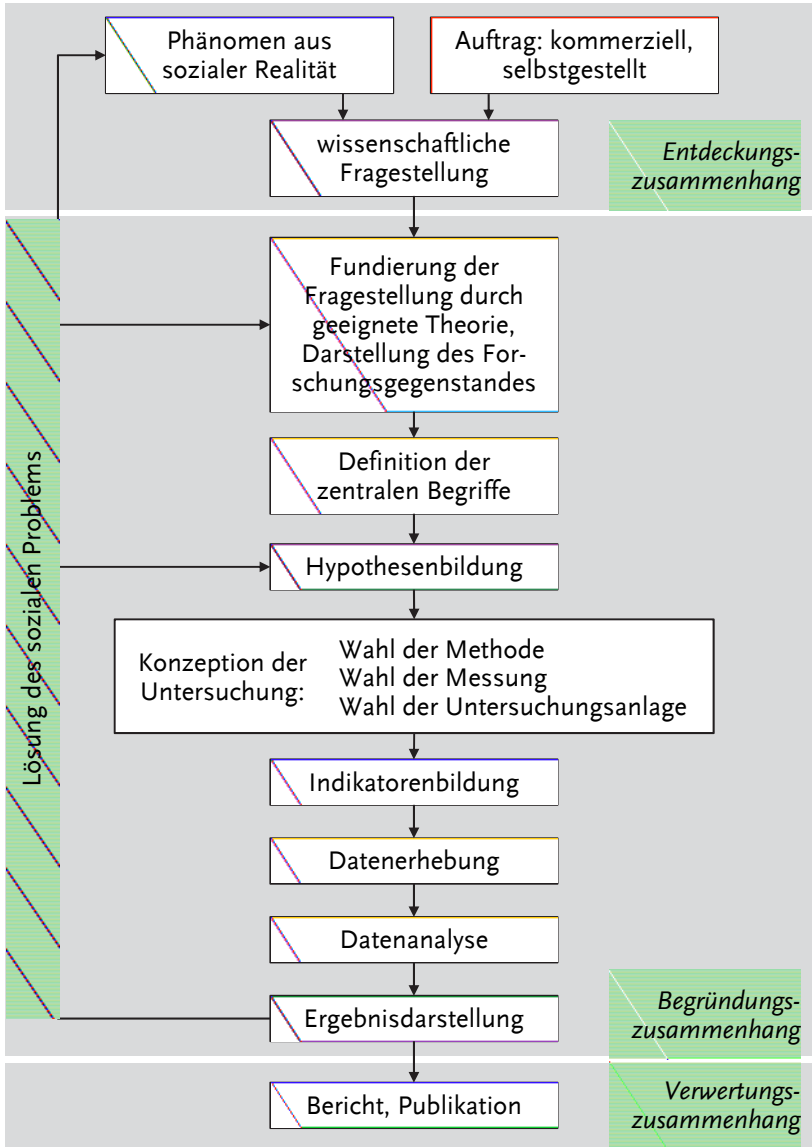 Phänomen aus
sozialer Realität
Auftrag: kommerziell,
selbstgestellt
wissenschaftliche
Fragestellung
Entdeckungs-
zusammenhang
Fundierung der
Fragestellung durch
geeignete Theorie,
Darstellung des For-
schungsgegenstandes
Definition der
zentralen Begriffe
Hypothesenbildung
Konzeption der
Untersuchung:
Wahl der Methode
Wahl der Messung
Wahl der Untersuchungsanlage
Lösung des sozialen Problems
Indikatorenbildung
Datenerhebung
Datenanalyse
Ergebnisdarstellung
Begründungs-
zusammenhang
Bericht, Publikation
Verwertungs-
zusammenhang